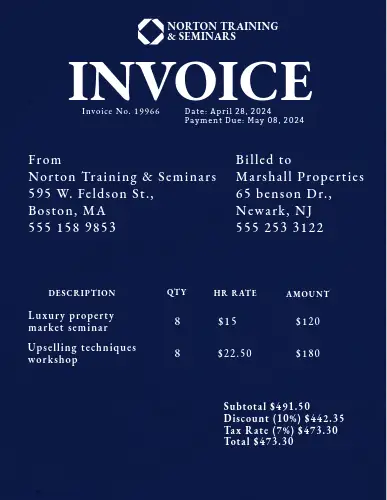 NORTON TRAINING
& SEMINARS
INVOICE
Invoice No. 19966
Date: April 28, 2024
Payment Due: May 08, 2024
From
Norton Training & Seminars
595 W. Feldson St.,
Boston, MA
555 158 9853
Billed to
Marshall Properties
65 benson Dr.,
Newark, NJ
555 253 3122
DESCRIPTION QTY HR RATE AMOUNT
Luxury property
market seminar 8 $15 $120
Upselling techniques
workshop 8 $22.50 $180
Subtotal $491.50
Discount (10%) $442.35
Tax Rate (7%) $473.30
Total $473.30